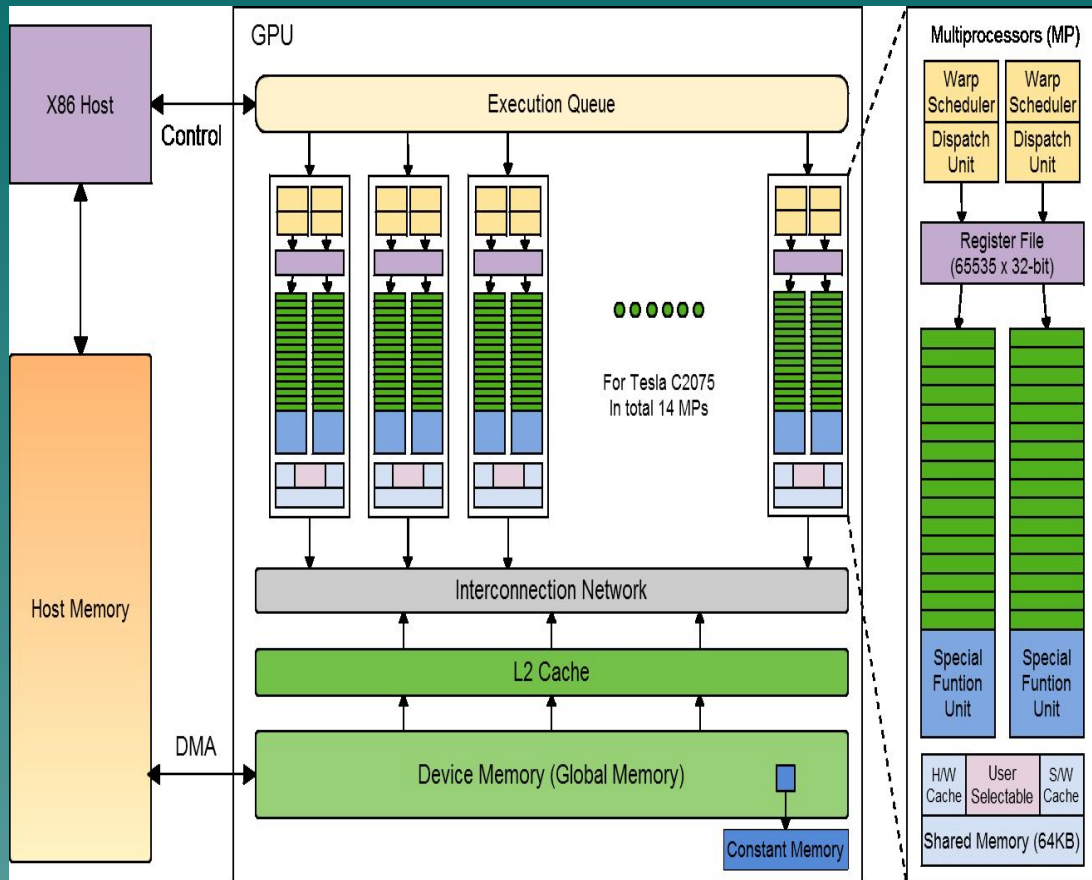 GPU
X86 Host
Control
Execution Queue
For Tesla C2075
In total 14 MPs
Interconnection Network
L2 Cache
Host Memory
DMA
Device Memory (Global Memory)
Constant Memory
Multiprocessors (MP)
Warp
Scheduler
Dispatch
Unit
Warp
Scheduler
Dispatch
Unit
Register File
(65535 x 32-bit)
Special
Funtion
Unit
Special
Funtion
Unit
H/W
Cache
User
Selectable
S/W
Cache
Shared Memory (64KB)